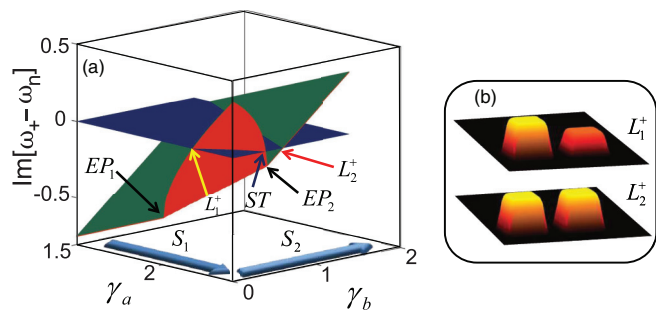 0.5
(a)
Im[ω₊−ωₙ]
0
-0.5
EP₁
L₁⁺
ST
EP₂
L₂⁺
1.5
2
S₁
S₂
0
1
2
γₐ
γ_b
(b)
L₁⁺
L₂⁺